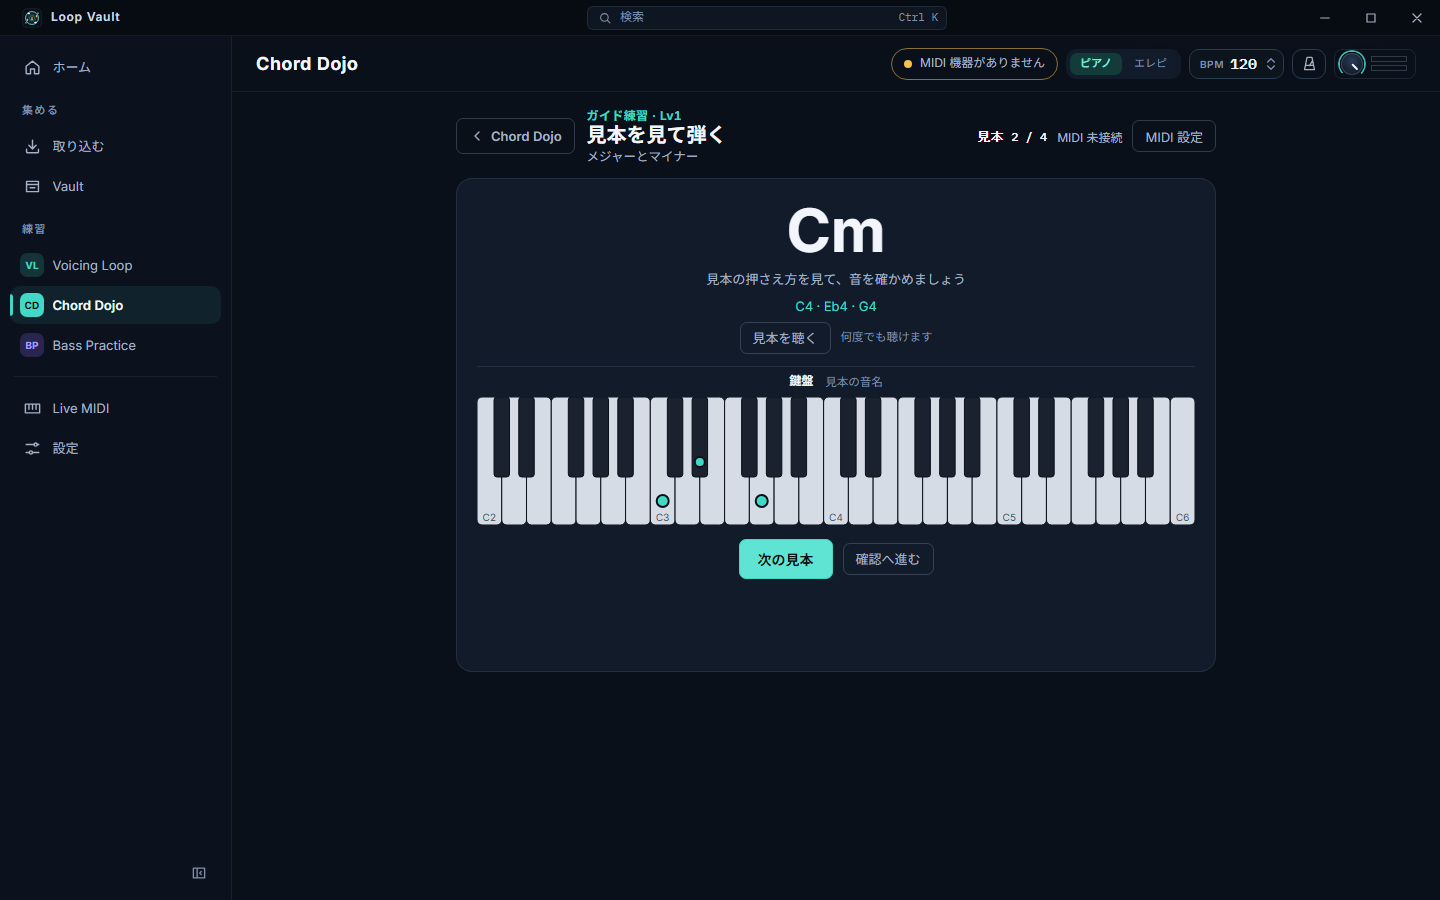 Loop Vault
検索
Ctrl K
ホーム
集める
取り込む
Vault
練習
VL Voicing Loop
CD Chord Dojo
BP Bass Practice
Live MIDI
設定
Chord Dojo
MIDI 機器がありません
ピアノ
エレピ
BPM 120
Chord Dojo
ガイド練習 · Lv1
見本を見て弾く
メジャーとマイナー
見本 2 / 4
MIDI 未接続
MIDI 設定
Cm
見本の押さえ方を見て、音を確かめましょう
C4 · Eb4 · G4
見本を聴く
何度でも聴けます
鍵盤 見本の音名
C2 C3 C4 C5 C6
次の見本
確認へ進む